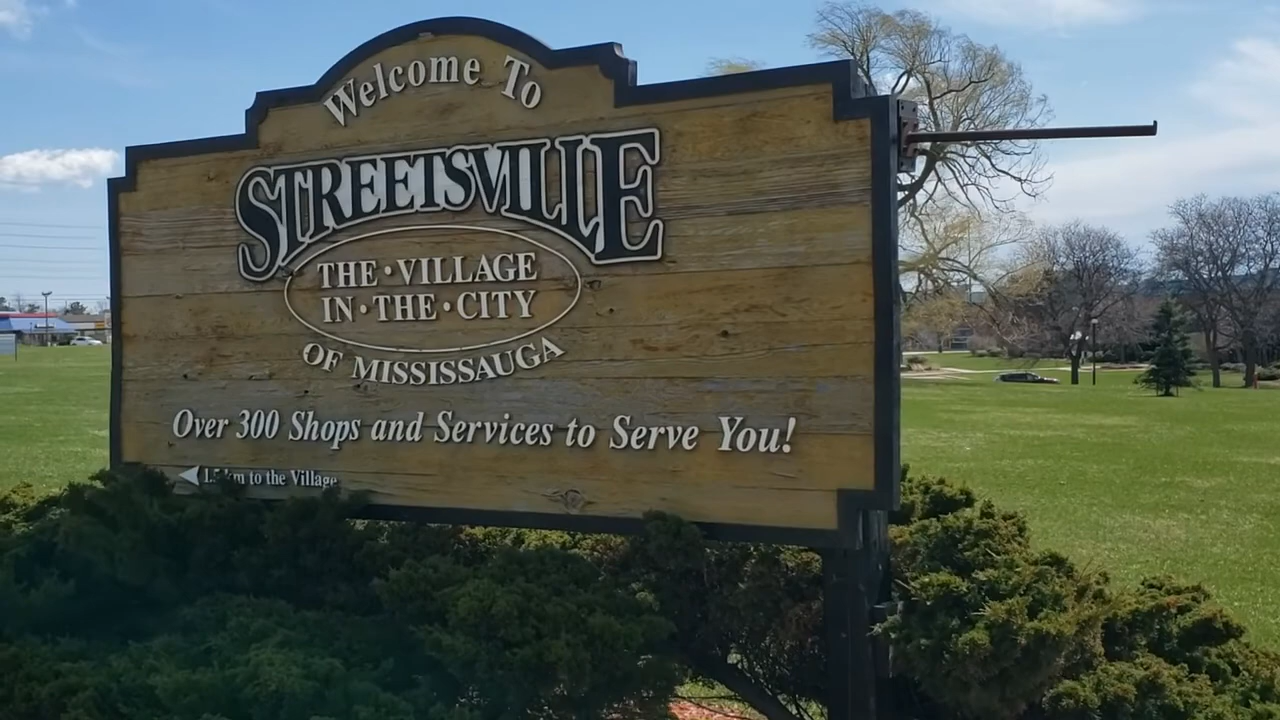 Welcome To
STREETSVILLE
THE•VILLAGE
IN•THE•CITY
OF MISSISSAUGA
Over 300 Shops and Services to Serve You!
km to the Village